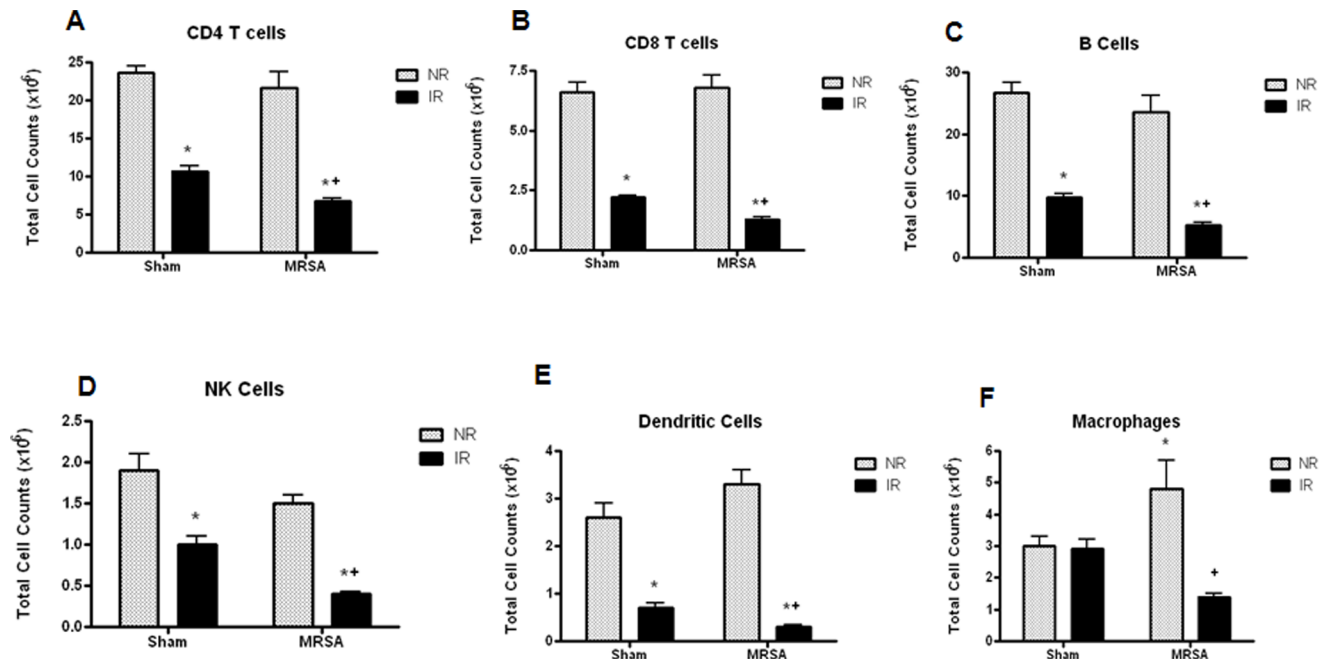 A
CD4 T cells
Total Cell Counts (x10⁶)
25
20
15
10
5
0
*
*+
Sham
MRSA
NR
IR
B
CD8 T cells
Total Cell Counts (x10⁶)
7.5
5.0
2.5
0.0
*
*+
Sham
MRSA
NR
IR
C
B Cells
Total Cell Counts (x10⁶)
30
20
10
0
*
*+
Sham
MRSA
NR
IR
D
NK Cells
Total Cell Counts (x10⁶)
2.5
2.0
1.5
1.0
0.5
0.0
*
*+
Sham
MRSA
NR
IR
E
Dendritic Cells
Total Cell Counts (x10⁶)
4
3
2
1
0
*
*+
Sham
MRSA
NR
IR
F
Macrophages
Total Cell Counts (x10⁶)
6
5
4
3
2
1
0
*
+
Sham
MRSA
NR
IR